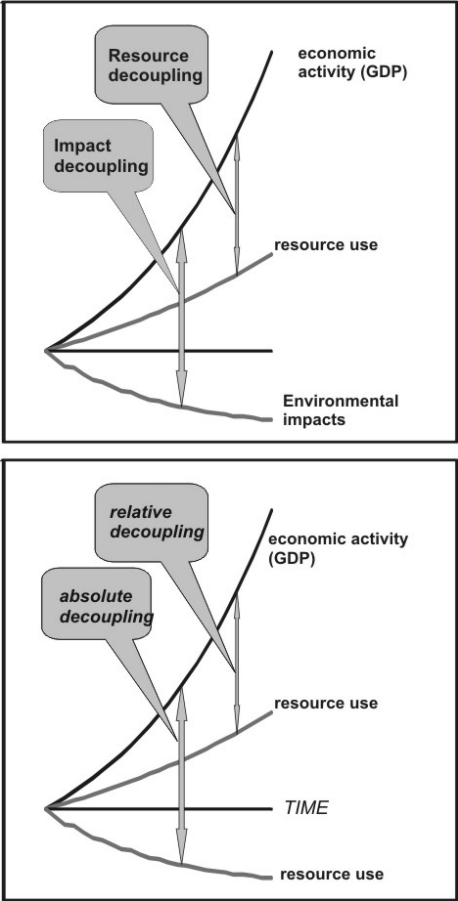 Resource
decoupling
economic
activity (GDP)
Impact
decoupling
resource use
Environmental
impacts
relative
decoupling
economic activity
(GDP)
absolute
decoupling
resource use
TIME
resource use